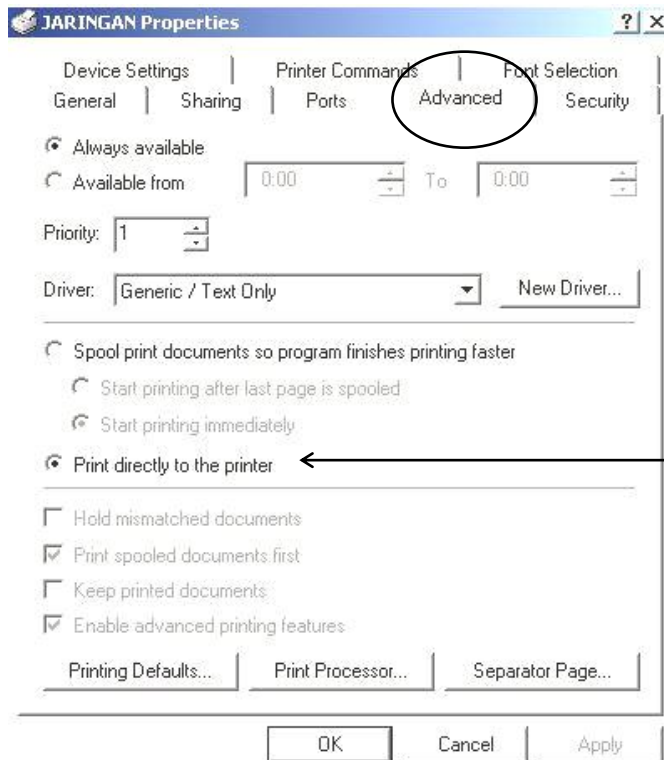 JARINGAN Properties ? ×
Device Settings Printer Commands Font Selection
General Sharing Ports Advanced Security
Always available
Available from 0:00 To 0:00
Priority: 1
Driver: Generic / Text Only New Driver...
Spool print documents so program finishes printing faster
Start printing after last page is spooled
Start printing immediately
Print directly to the printer
Hold mismatched documents
Print spooled documents first
Keep printed documents
Enable advanced printing features
Printing Defaults... Print Processor... Separator Page...
OK Cancel Apply